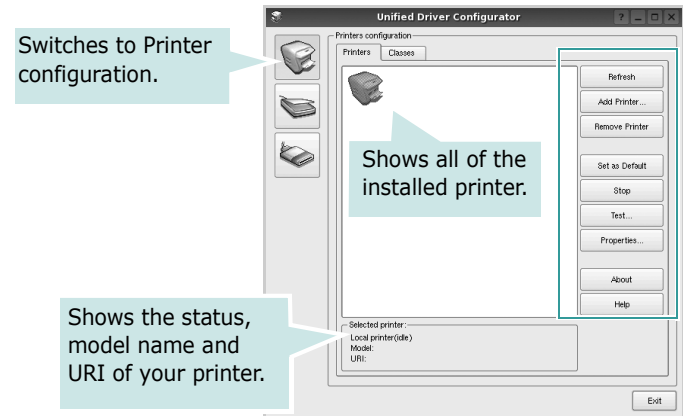 Unified Driver Configurator
Switches to Printer
configuration.
Printers configuration
Printers
Classes
Refresh
Add Printer...
Remove Printer
Shows all of the
installed printer.
Set as Default
Stop
Test...
Properties...
About
Help
Shows the status,
model name and
URI of your printer.
Selected printer:
Local printer(idle)
Model:
URI:
Exit